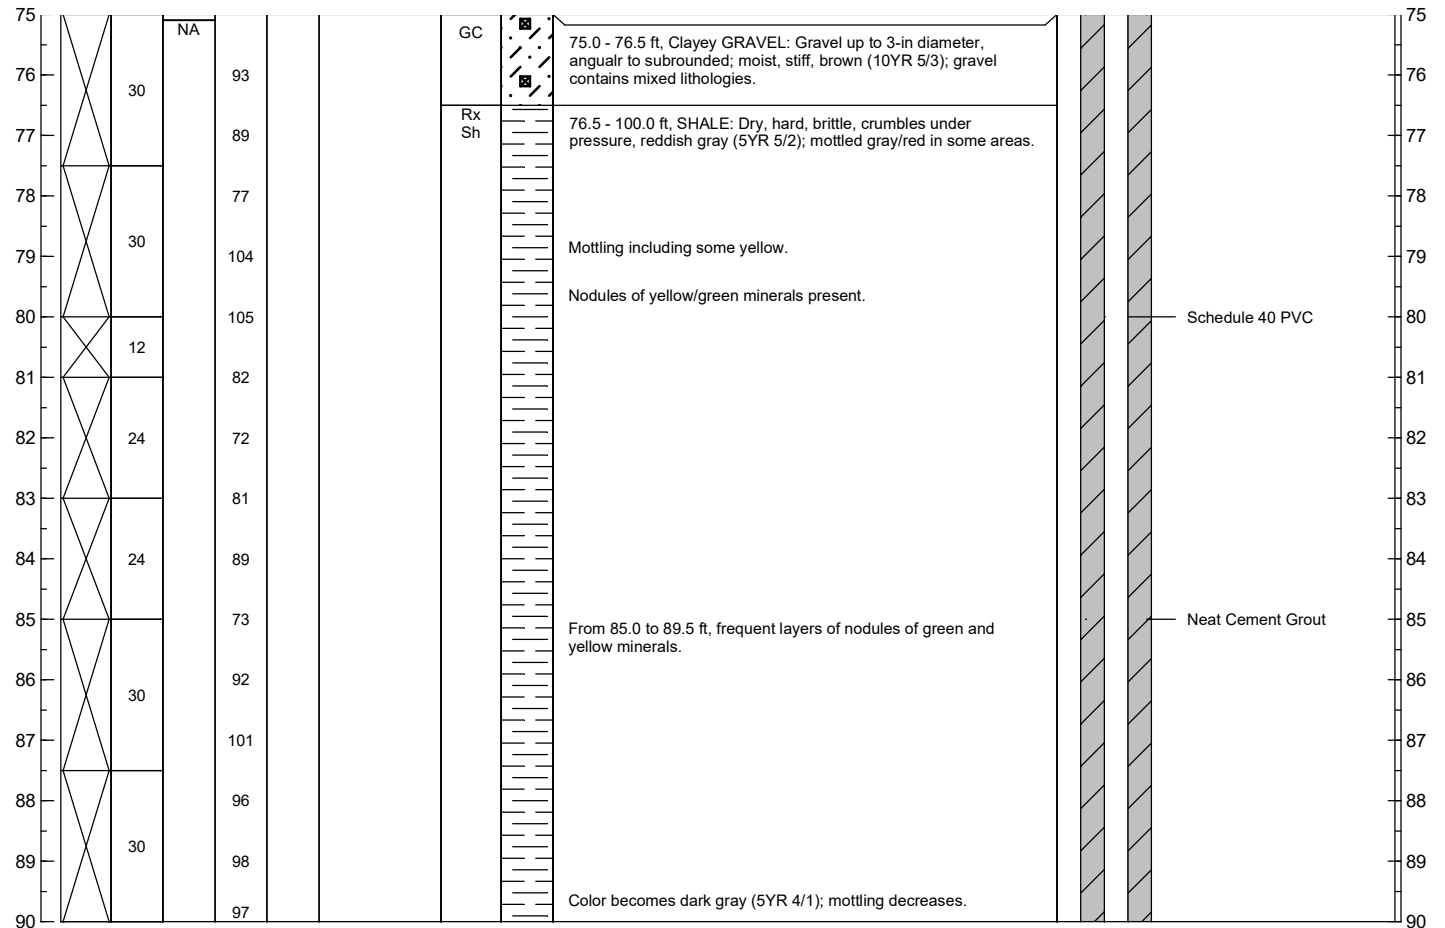 75 75
NA
GC
75.0 - 76.5 ft, Clayey GRAVEL: Gravel up to 3-in diameter,
angualr to subrounded; moist, stiff, brown (10YR 5/3); gravel
contains mixed lithologies.
76 93 76
30
Rx
Sh
76.5 - 100.0 ft, SHALE: Dry, hard, brittle, crumbles under
pressure, reddish gray (5YR 5/2); mottled gray/red in some areas.
77 89 77
78 77 78
30
Mottling including some yellow.
79 104 79
Nodules of yellow/green minerals present.
80 105 Schedule 40 PVC 80
12
81 82 81
82 24 72 82
83 81 83
84 24 89 84
85 73 Neat Cement Grout 85
From 85.0 to 89.5 ft, frequent layers of nodules of green and
yellow minerals.
86 92 86
30
87 101 87
88 96 88
30
89 98 89
Color becomes dark gray (5YR 4/1); mottling decreases.
97
90 90